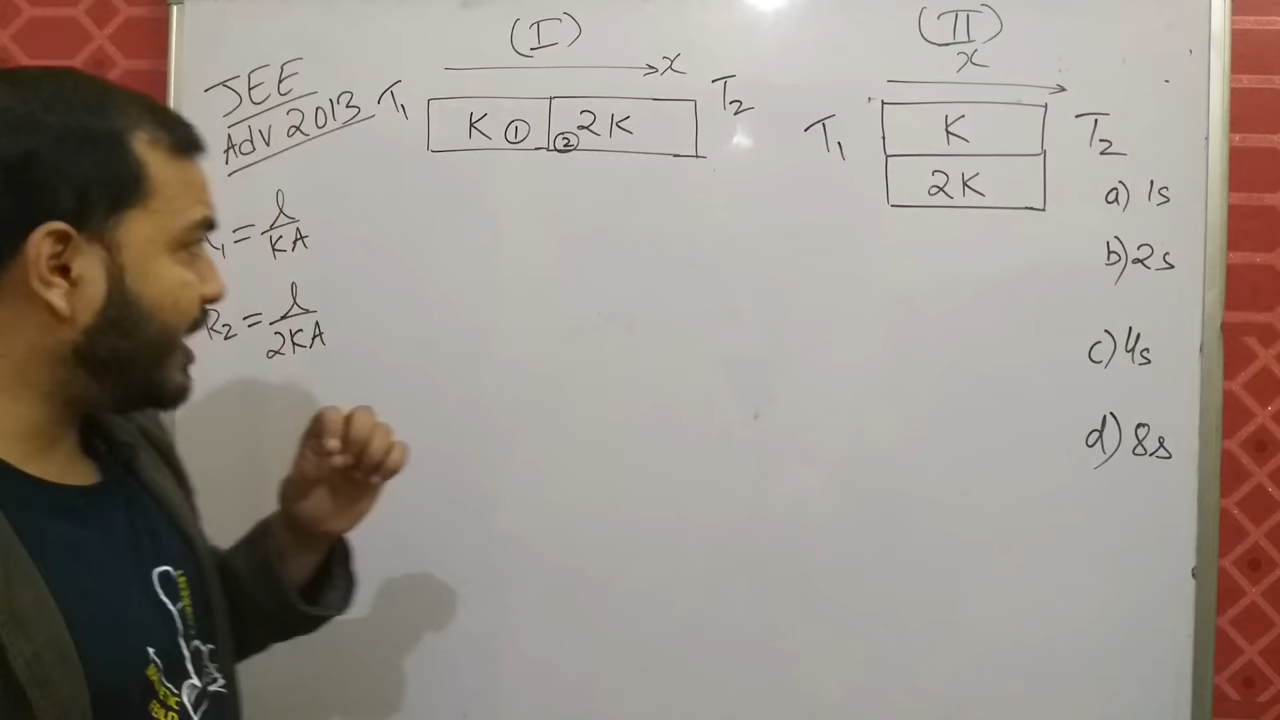 JEE
Adv 2013
(I)
x
T₁
K ①
② 2K
T₂
(II)
x
T₁
K
2K
T₂
₁ = l/KA
R₂ = l/2KA
a) 1s
b) 2s
c) 4s
d) 8s